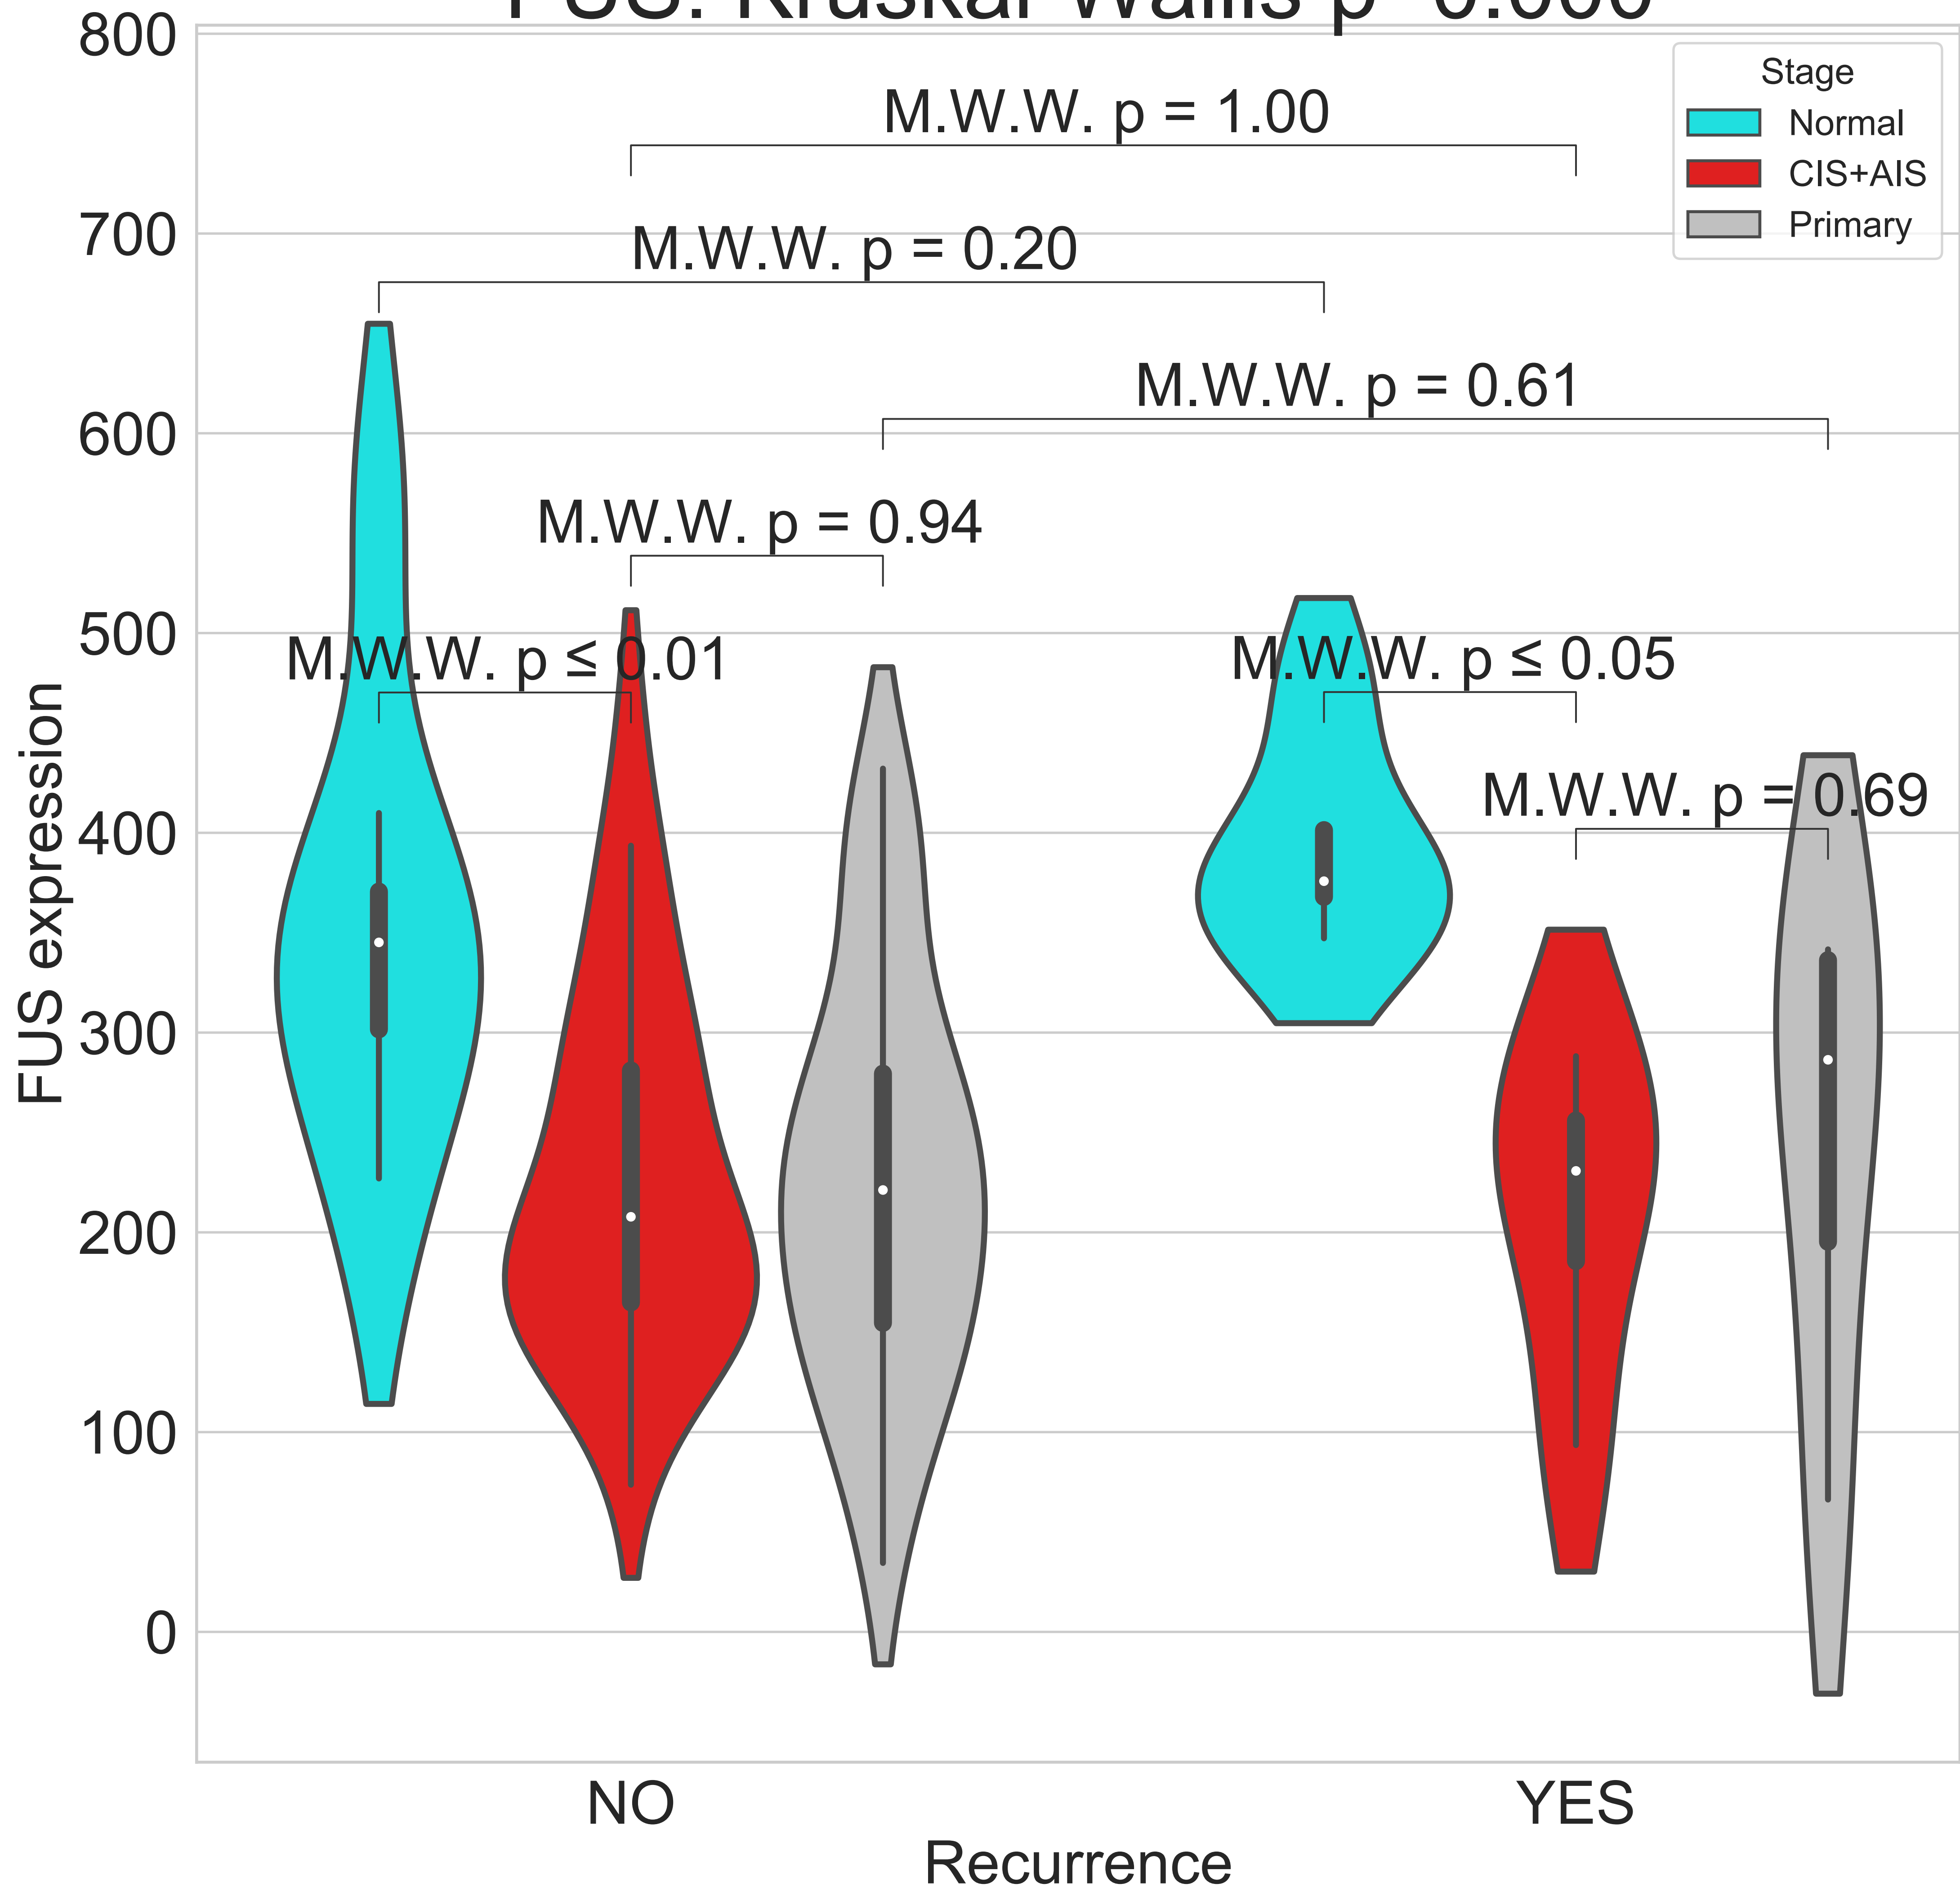 800
700
600
500
400
300
200
100
0
FUS expression
Stage
Normal
CIS+AIS
Primary
M.W.W. p = 1.00
M.W.W. p = 0.20
M.W.W. p = 0.61
M.W.W. p = 0.94
M.W.W. p ≤ 0.01
M.W.W. p ≤ 0.05
M.W.W. p = 0.69
NO
YES
Recurrence